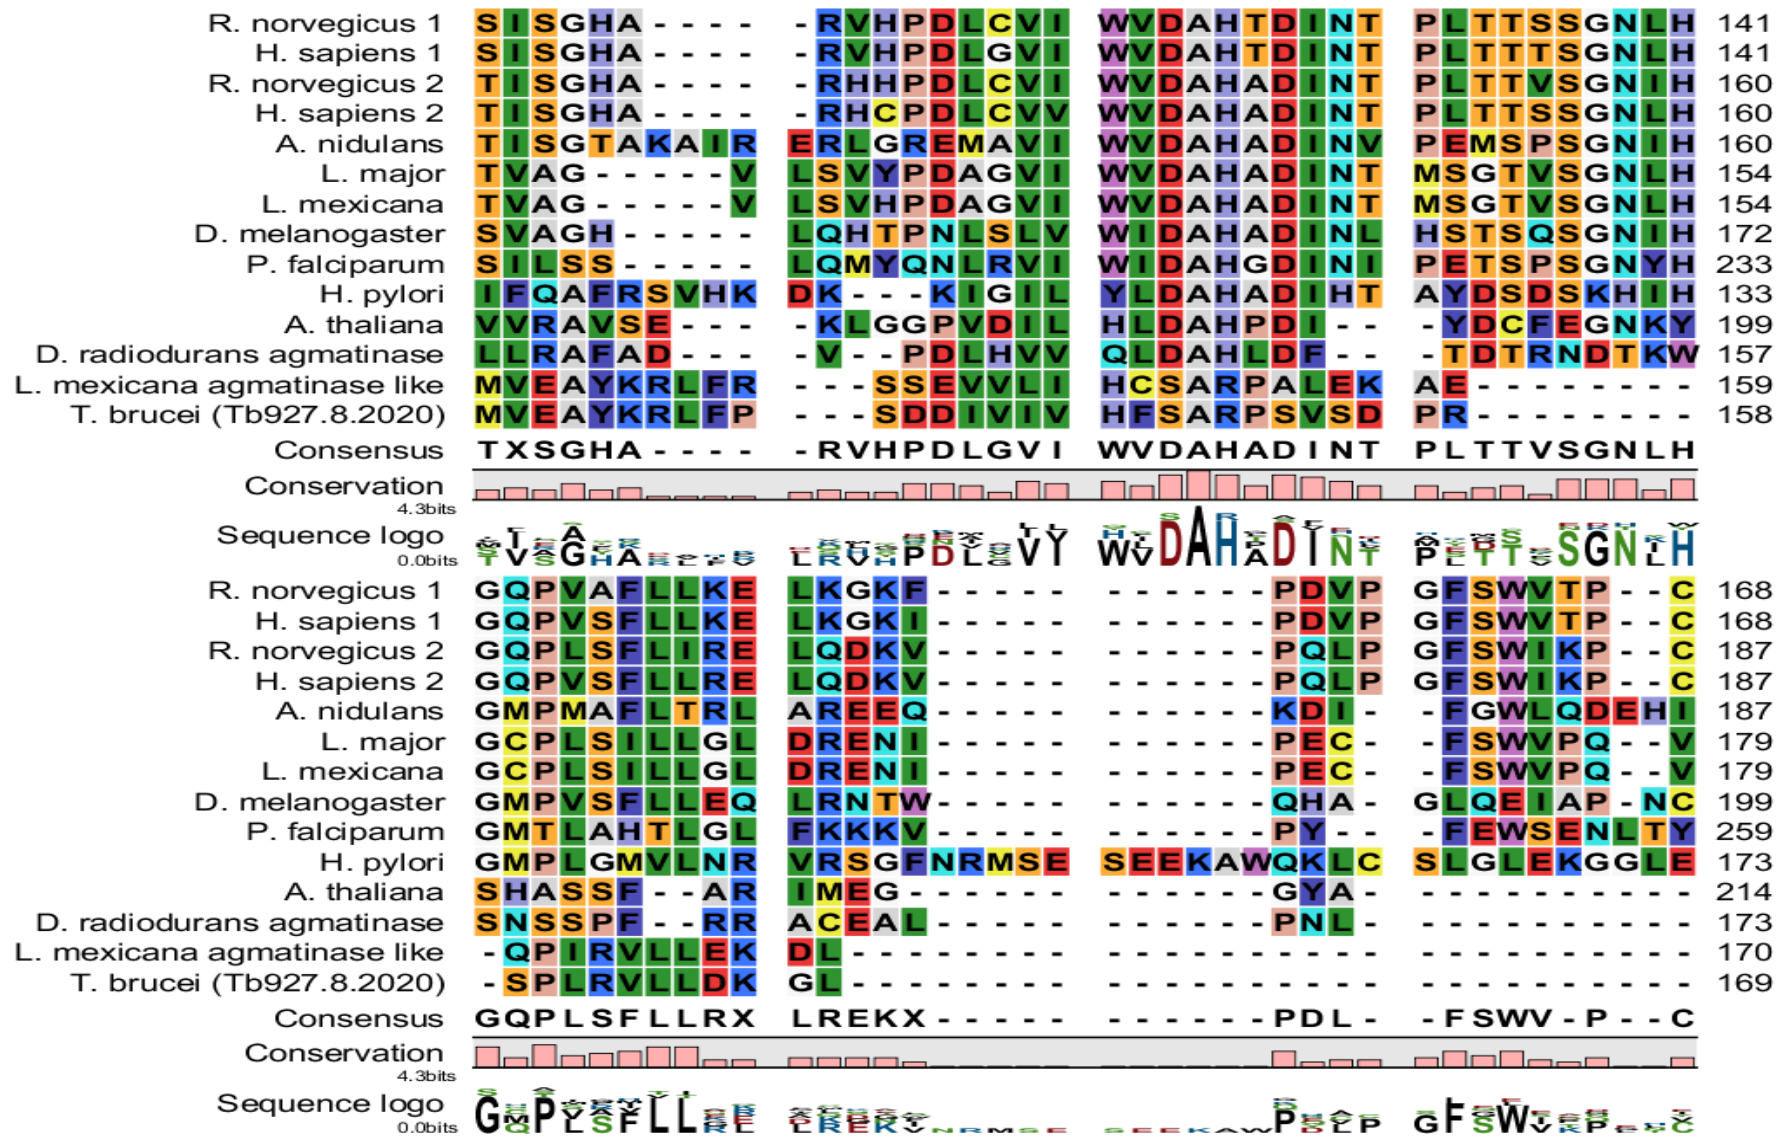 R. norvegicus 1 SISGHA---- -RVHPDLCVI WVDAHTDINT PLTTSSGNLH 141
H. sapiens 1 SISGHA---- -RVHPDLGVI WVDAHTDINT PLTTTSGNLH 141
R. norvegicus 2 TISGHA---- -RHHPDLCVI WVDAHADINT PLTTVSGNIH 160
H. sapiens 2 TISGHA---- -RHCPDLCVV WVDAHADINT PLTTSSGNLH 160
A. nidulans TISGTAKAIR ERLGREMAVI WVDAHADINV PEMSPSGNIH 160
L. major TVAG-----V LSVYPDAGVI WVDAHADINT MSGTVSGNLH 154
L. mexicana TVAG-----V LSVHPDAGVI WVDAHADINT MSGTVSGNLH 154
D. melanogaster SVAGH----- LQHTPNLSLV WIDAHADINL HSTSQSGNIH 172
P. falciparum SILSS----- LQMYQNLRVI WIDAHGDINI PETSPSGNYH 233
H. pylori IFQAFRSVHK DK---KIGIL YLDAHADIHT AYDSDSKHIH 133
A. thaliana VVRAVSE--- -KLGGPVDIL HLDAHPDI-- -YDCFEGNKY 199
D. radiodurans agmatinase LLRAFAD--- -V--PDLHVV QLDAHLDF-- -TDTRNDTKW 157
L. mexicana agmatinase like MVEAYKRLFR ---SSEVVLI HCSARPALEK AE-------- 159
T. brucei (Tb927.8.2020) MVEAYKRLFP ---SDDIVIV HFSARPSVSD PR-------- 158
Consensus TXSGHA---- -RVHPDLGVI WVDAHADINT PLTTVSGNLH
Conservation
4.3bits
Sequence logo
0.0bits
R. norvegicus 1 GQPVAFLLKE LKGKF----- ------PDVP GFSWVTP--C 168
H. sapiens 1 GQPVSFLLKE LKGKI----- ------PDVP GFSWVTP--C 168
R. norvegicus 2 GQPLSFLIRE LQDKV----- ------PQLP GFSWIKP--C 187
H. sapiens 2 GQPVSFLLRE LQDKV----- ------PQLP GFSWIKP--C 187
A. nidulans GMPMAFLTRL AREEQ----- ------KDI- -FGWLQDEHI 187
L. major GCPLSILLGL DRENI----- ------PEC- -FSWVPQ--V 179
L. mexicana GCPLSILLGL DRENI----- ------PEC- -FSWVPQ--V 179
D. melanogaster GMPVSFLLEQ LRNTW----- ------QHA- GLQEIAP-NC 199
P. falciparum GMTLAHTLGL FKKKV----- ------PY-- -FEWSENLTY 259
H. pylori GMPLGMVLNR VRSGFNRMSE SEEKAWQKLC SLGLEKGGLE 173
A. thaliana SHASSF--AR IMEG------ ------GYA- ---------- 214
D. radiodurans agmatinase SNSSPF--RR ACEAL----- ------PNL- ---------- 173
L. mexicana agmatinase like -QPIRVLLEK DL-------- ---------- ---------- 170
T. brucei (Tb927.8.2020) -SPLRVLLDK GL-------- ---------- ---------- 169
Consensus GQPLSFLLRX LREKX----- ------PDL- -FSWV-P--C
Conservation
4.3bits
Sequence logo
0.0bits